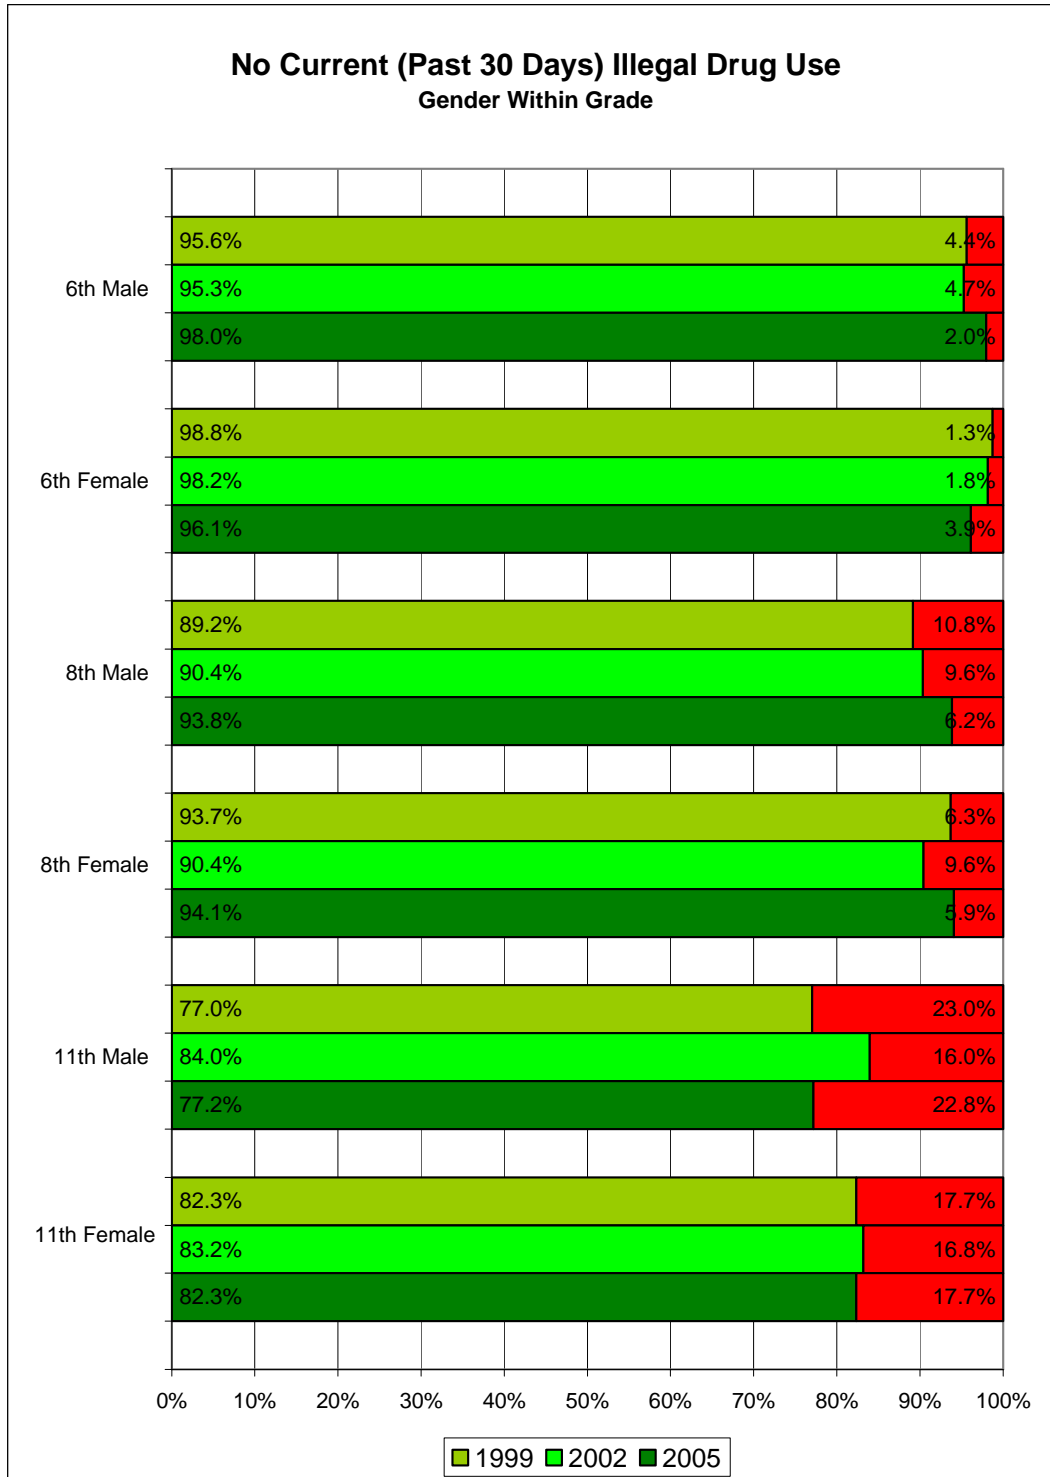 No Current (Past 30 Days) Illegal Drug Use
Gender Within Grade
95.6% 4.4%
6th Male 95.3% 4.7%
98.0% 2.0%
98.8% 1.3%
6th Female 98.2% 1.8%
96.1% 3.9%
89.2% 10.8%
8th Male 90.4% 9.6%
93.8% 6.2%
93.7% 6.3%
8th Female 90.4% 9.6%
94.1% 5.9%
77.0% 23.0%
11th Male 84.0% 16.0%
77.2% 22.8%
82.3% 17.7%
11th Female 83.2% 16.8%
82.3% 17.7%
0% 10% 20% 30% 40% 50% 60% 70% 80% 90% 100%
1999 2002 2005